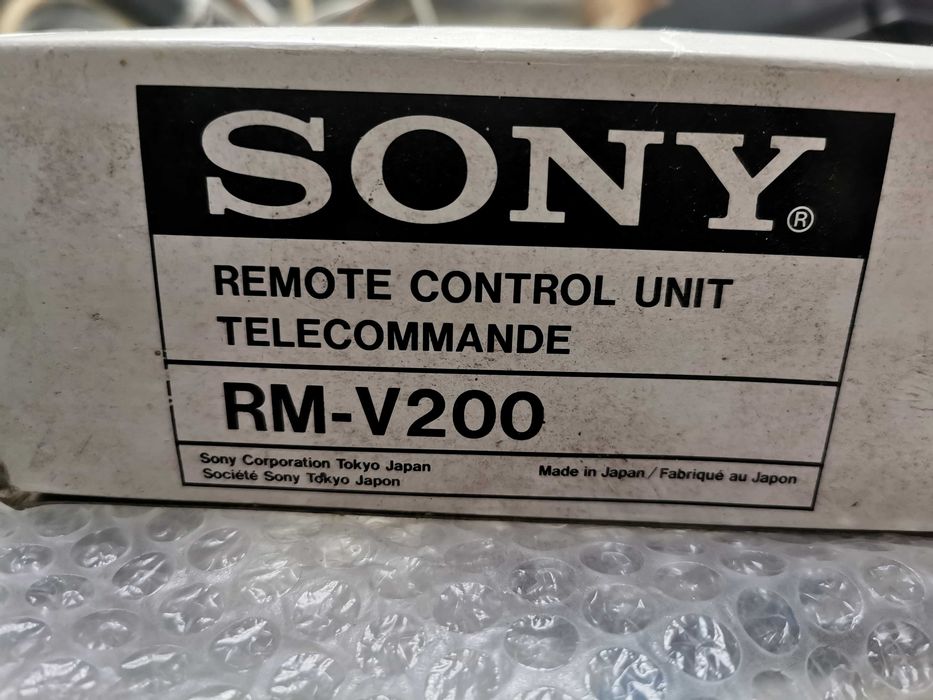 SONY®
REMOTE CONTROL UNIT
TELECOMMANDE
RM-V200
Sony Corporation Tokyo Japan
Société Sony Tokyo Japon
Made in Japan / Fabriqué au Japon